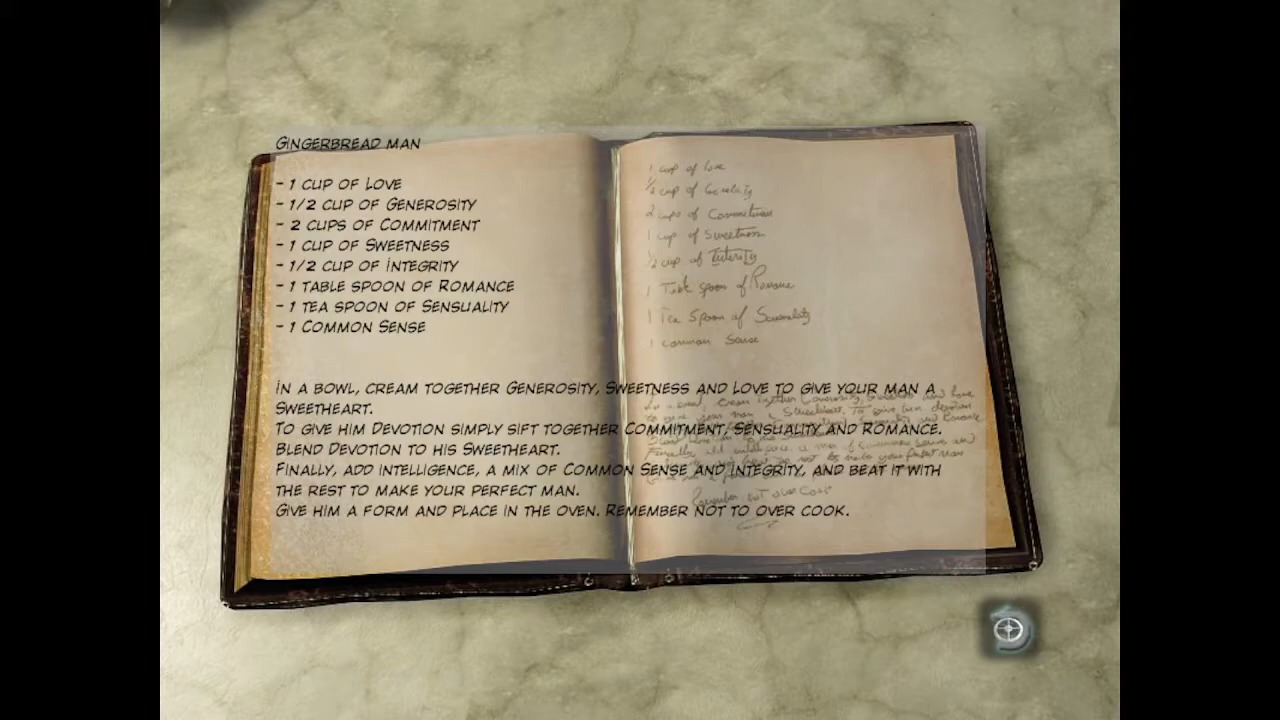 Gingerbread man
- 1 cup of Love
- 1/2 cup of Generosity
- 2 cups of Commitment
- 1 cup of Sweetness
- 1/2 cup of Integrity
- 1 table spoon of Romance
- 1 tea spoon of Sensuality
- 1 Common Sense
In a bowl, cream together Generosity, Sweetness and Love to give your man a
Sweetheart.
To give him Devotion simply sift together Commitment, Sensuality and Romance.
Blend Devotion to his Sweetheart.
Finally, add intelligence, a mix of Common Sense and Integrity, and beat it with
the rest to make your perfect man.
Give him a form and place in the oven. Remember not to over cook.
1 cup of love
1/2 cup of
2 cups of Commitment
1 cup of Sweetness
1/2 cup of
1 Table spoon of Romance
1 Tea Spoon of Sensuality
1 common Sense